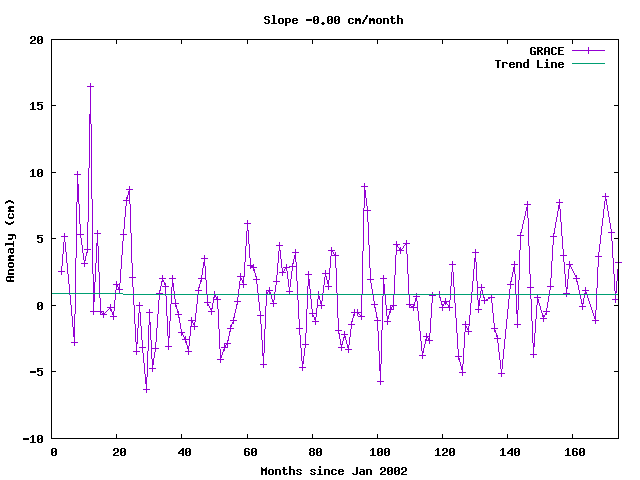 Slope -0.00 cm/month
GRACE
Trend Line
20
15
10
5
0
-5
-10
Anomaly (cm)
0 20 40 60 80 100 120 140 160
Months since Jan 2002